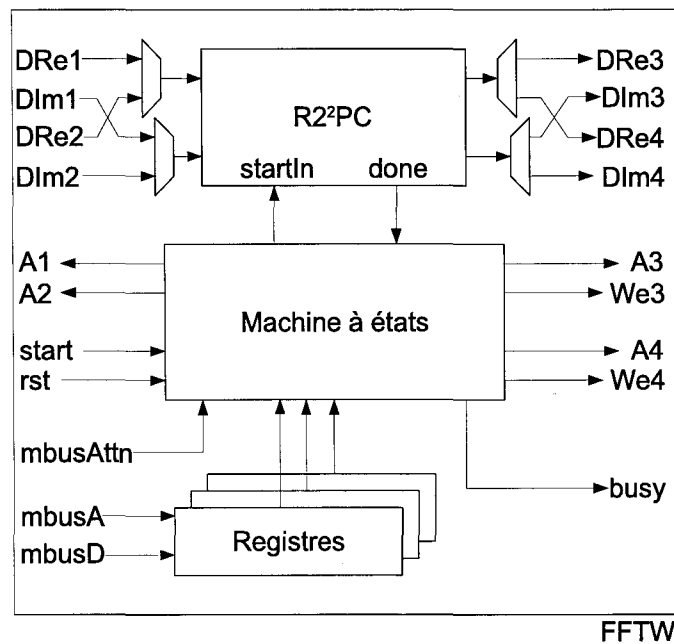 DRe1
DIm1
DRe2
DIm2
R2²PC
startIn done
DRe3
DIm3
DRe4
DIm4
A1
A2
start
rst
Machine à états
A3
We3
A4
We4
mbusAttn
mbusA
mbusD
Registres
busy
FFTW